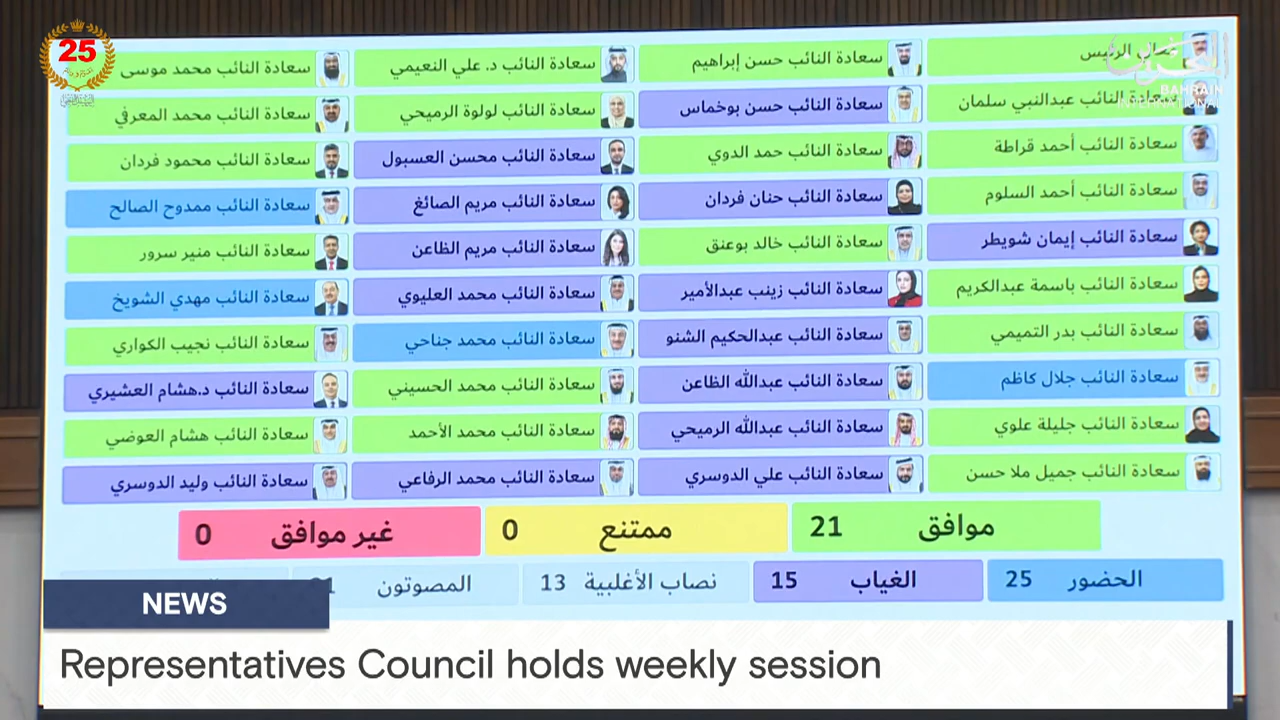 25
البحرين
BAHRAIN
INTERNATIONAL
الرئيس
سعادة النائب حسن إبراهيم
سعادة النائب د. علي النعيمي
سعادة النائب محمد موسى
النائب عبدالنبي سلمان
سعادة النائب حسن بوخماس
سعادة النائب لولوة الرميحي
سعادة النائب محمد المعرفي
سعادة النائب أحمد قراطة
سعادة النائب حمد الدوي
سعادة النائب محسن العسبول
سعادة النائب محمود فردان
سعادة النائب أحمد السلوم
سعادة النائب حنان فردان
سعادة النائب مريم الصائغ
سعادة النائب ممدوح الصالح
سعادة النائب إيمان شويطر
سعادة النائب خالد بوعنق
سعادة النائب مريم الظاعن
سعادة النائب منير سرور
سعادة النائب باسمة عبدالكريم
سعادة النائب زينب عبدالأمير
سعادة النائب محمد العليوي
سعادة النائب مهدي الشويخ
سعادة النائب بدر التميمي
سعادة النائب عبدالحكيم الشنو
سعادة النائب محمد جناحي
سعادة النائب نجيب الكواري
سعادة النائب جلال كاظم
سعادة النائب عبدالله الظاعن
سعادة النائب محمد الحسيني
سعادة النائب د.هشام العشيري
سعادة النائب جليلة علوي
سعادة النائب عبدالله الرميحي
سعادة النائب محمد الأحمد
سعادة النائب هشام العوضي
سعادة النائب جميل ملا حسن
سعادة النائب علي الدوسري
سعادة النائب محمد الرفاعي
سعادة النائب وليد الدوسري
موافق 21
ممتنع 0
غير موافق 0
الحضور 25
الغياب 15
نصاب الأغلبية 13
المصوتون
NEWS
Representatives Council holds weekly session